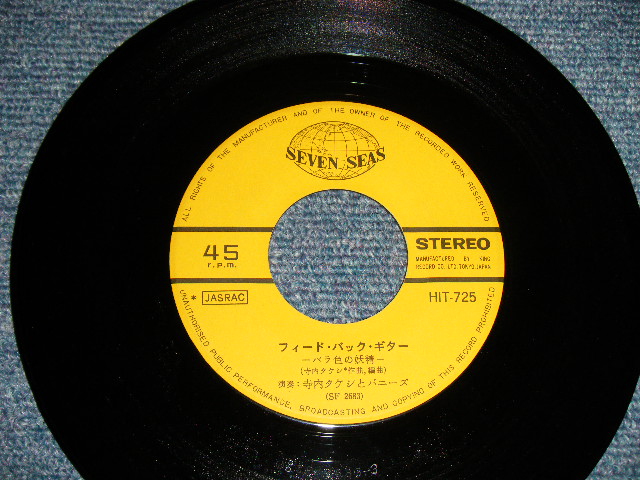 ALL RIGHTS OF THE MANUFACTURER AND OF THE OWNER OF THE RECORDED WORK RESERVED
SEVEN SEAS
45
r.p.m.
STEREO
MANUFACTURED BY KING
RECORD CO. LTD. TOKYO, JAPAN
* JASRAC
HIT-725
フィード・バック・ギター
―バラ色の妖精―
(寺内タケシ*作曲,編曲)
演奏:寺内タケシとバニーズ
(SF 2683)
UNAUTHORISED PUBLIC PERFORMANCE, BROADCASTING AND COPYING OF THIS RECORD PROHIBITED